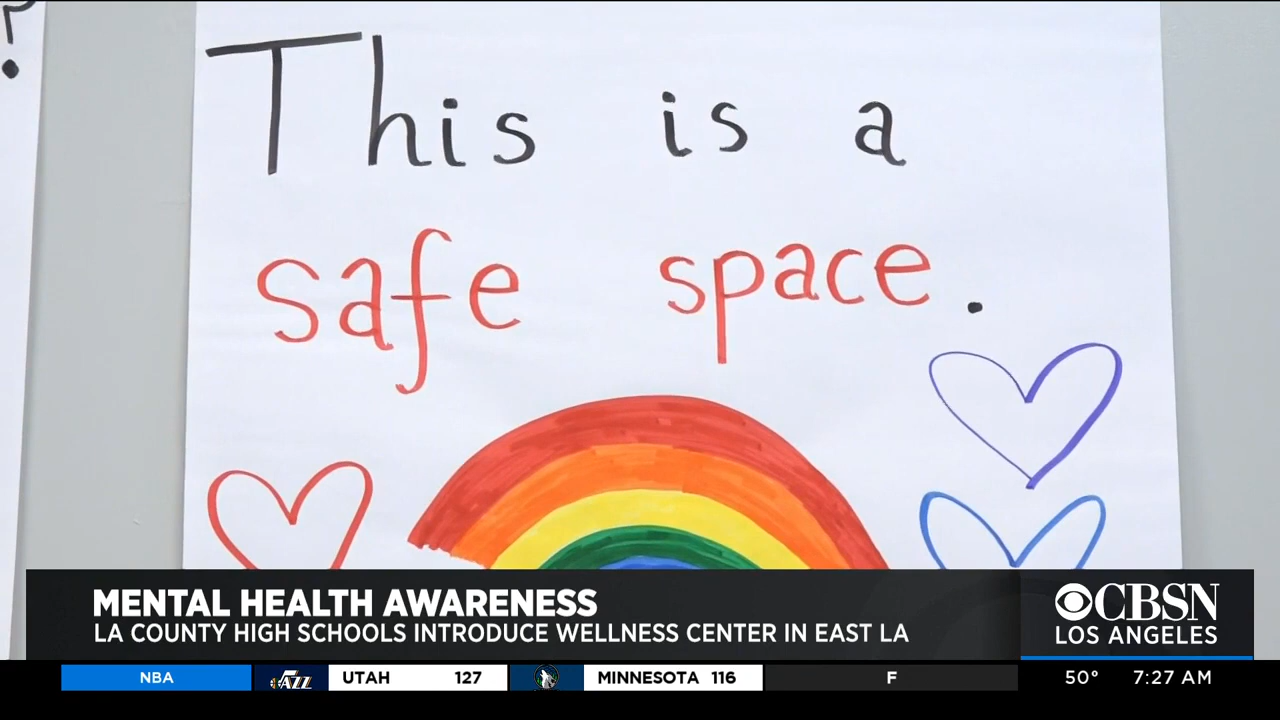 ?
This is a
safe space.
MENTAL HEALTH AWARENESS
LA COUNTY HIGH SCHOOLS INTRODUCE WELLNESS CENTER IN EAST LA
CBSN
LOS ANGELES
NBA JAZZ UTAH 127 MINNESOTA 116 F 50° 7:27 AM